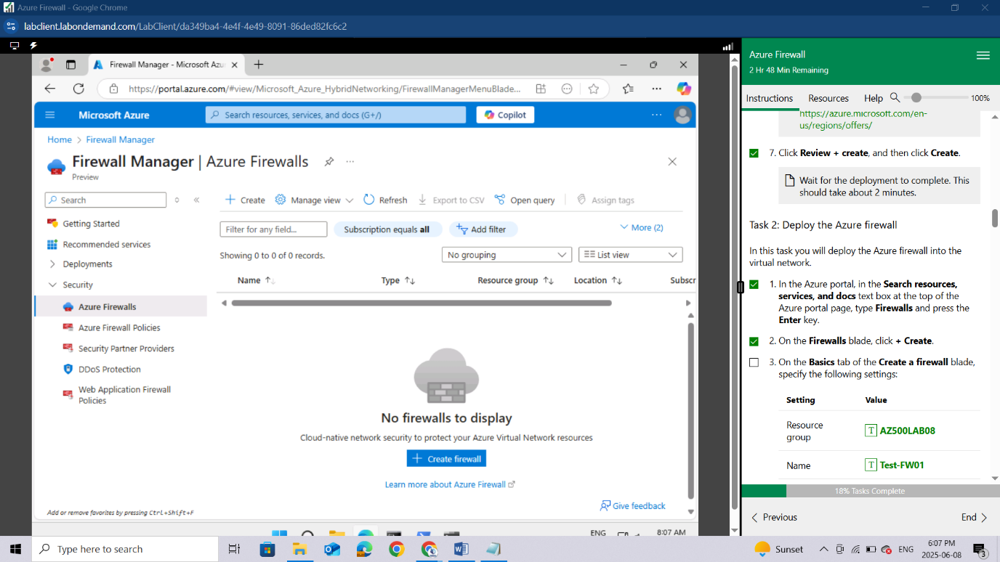 Azure Firewall - Google Chrome
labclient.labondemand.com/LabClient/da349ba4-4e4f-4e49-8091-86ded82fc6c2
Firewall Manager - Microsoft Azu
https://portal.azure.com/#view/Microsoft_Azure_HybridNetworking/FirewallManagerMenuBlade...
Microsoft Azure
Search resources, services, and docs (G+/)
Copilot
Home > Firewall Manager
Firewall Manager | Azure Firewalls
Preview
Search
Getting Started
Recommended services
Deployments
Security
Azure Firewalls
Azure Firewall Policies
Security Partner Providers
DDoS Protection
Web Application Firewall
Policies
Add or remove favorites by pressing Ctrl+Shift+F
Create
Manage view
Refresh
Export to CSV
Open query
Assign tags
Filter for any field...
Subscription equals all
Add filter
More (2)
Showing 0 to 0 of 0 records.
No grouping
List view
Name
Type
Resource group
Location
Subscr
No firewalls to display
Cloud-native network security to protect your Azure Virtual Network resources
Create firewall
Learn more about Azure Firewall
Give feedback
ENG
8:07 AM
Azure Firewall
2 Hr 48 Min Remaining
Instructions
Resources
Help
100%
https://azure.microsoft.com/en-
us/regions/offers/
7. Click Review + create, and then click Create.
Wait for the deployment to complete. This
should take about 2 minutes.
Task 2: Deploy the Azure firewall
In this task you will deploy the Azure firewall into the
virtual network.
1. In the Azure portal, in the Search resources,
services, and docs text box at the top of the
Azure portal page, type Firewalls and press the
Enter key.
2. On the Firewalls blade, click + Create.
3. On the Basics tab of the Create a firewall blade,
specify the following settings:
Setting
Value
Resource
group
T AZ500LAB08
Name
T Test-FW01
18% Tasks Complete
Previous
End
Type here to search
Sunset
ENG
6:07 PM
2025-06-08
3